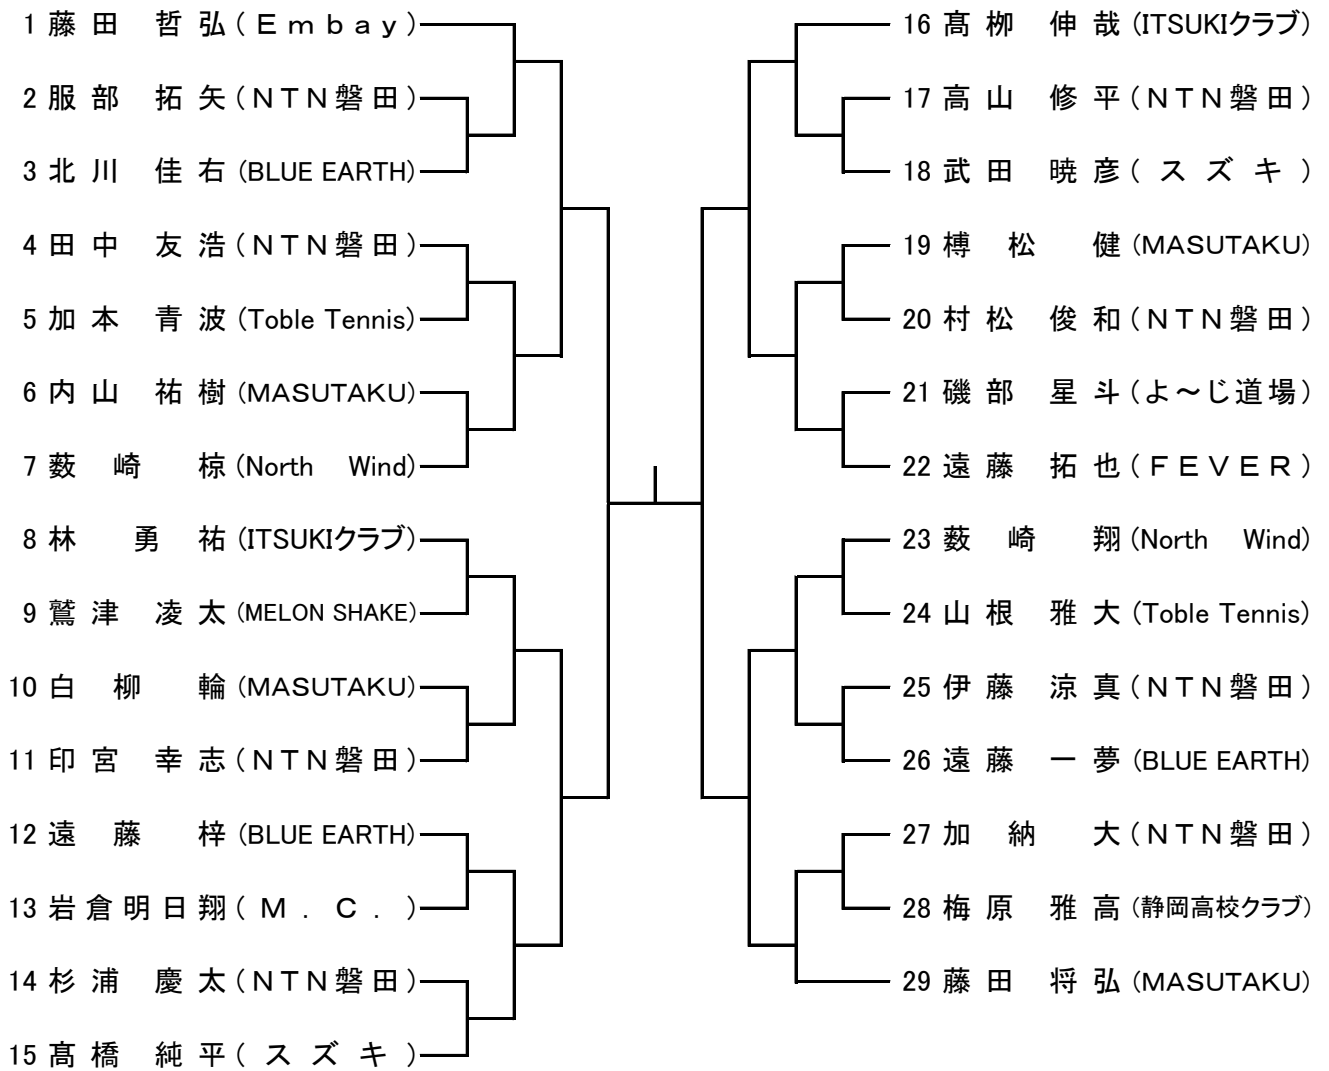 1 藤田 哲弘 (Embay)
2 服部 拓矢 (NTN磐田)
3 北川 佳右 (BLUE EARTH)
4 田中 友浩 (NTN磐田)
5 加本 青波 (Toble Tennis)
6 内山 祐樹 (MASUTAKU)
7 薮崎 椋 (North Wind)
8 林 勇祐 (ITSUKIクラブ)
9 鷲津 凌太 (MELON SHAKE)
10 白柳 輪 (MASUTAKU)
11 印宮 幸志 (NTN磐田)
12 遠藤 梓 (BLUE EARTH)
13 岩倉明日翔 (M.C.)
14 杉浦 慶太 (NTN磐田)
15 髙橋 純平 (スズキ)
16 髙栁 伸哉 (ITSUKIクラブ)
17 高山 修平 (NTN磐田)
18 武田 暁彦 (スズキ)
19 榑松 健 (MASUTAKU)
20 村松 俊和 (NTN磐田)
21 磯部 星斗 (よ～じ道場)
22 遠藤 拓也 (FEVER)
23 薮崎 翔 (North Wind)
24 山根 雅大 (Toble Tennis)
25 伊藤 涼真 (NTN磐田)
26 遠藤 一夢 (BLUE EARTH)
27 加納 大 (NTN磐田)
28 梅原 雅高 (静岡高校クラブ)
29 藤田 将弘 (MASUTAKU)